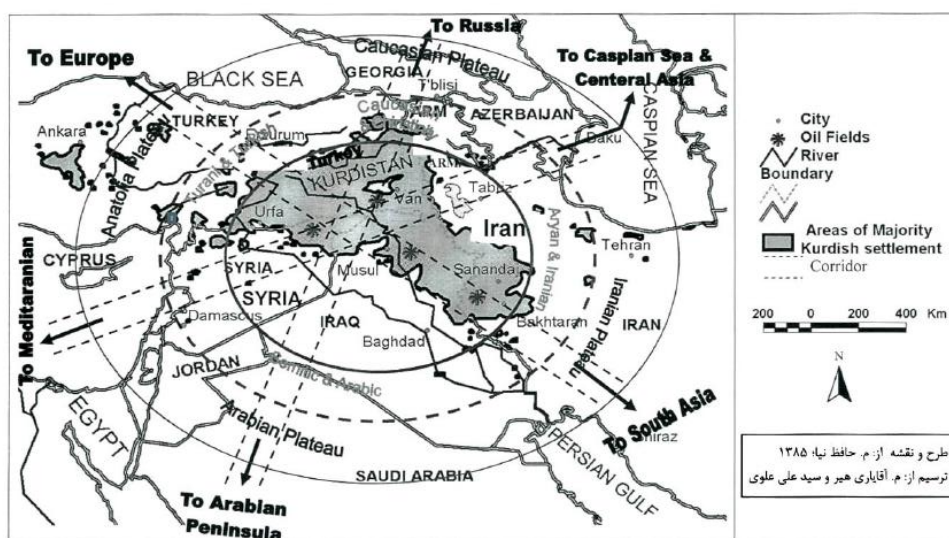 To Russia
To Europe
Caucasian Plateau
To Caspian Sea &
Centeral Asia
BLACK SEA
GEORGIA
T'blisi
CASPIAN SEA
Ankara
TURKEY
ARM
AZERBAIJAN
Baku
Anatolia Plateau
Turkey
KURDISTAN
Van
Urfa
Iran
Tehran
CYPRUS
SYRIA
Musul
Aryan & Iranian
SYRIA
Damascus
IRAQ
Baghdad
Bakhtaran
Iranian Plateau
IRAN
To Meditaranian
JORDAN
Semitic & Arabic
Arabian Plateau
To South Asia
EGYPT
PERSIAN GULF
SAUDI ARABIA
To Arabian
Peninsula
City
Oil Fields
River
Boundary
Areas of Majority
Kurdish settlement
Corridor
200 0 200 400 Km
N
طرح و نقشه از: م. حافظ نیا؛ ۱۳۸۵
ترسیم از: م. آقایاری هیر و سید علی علوی